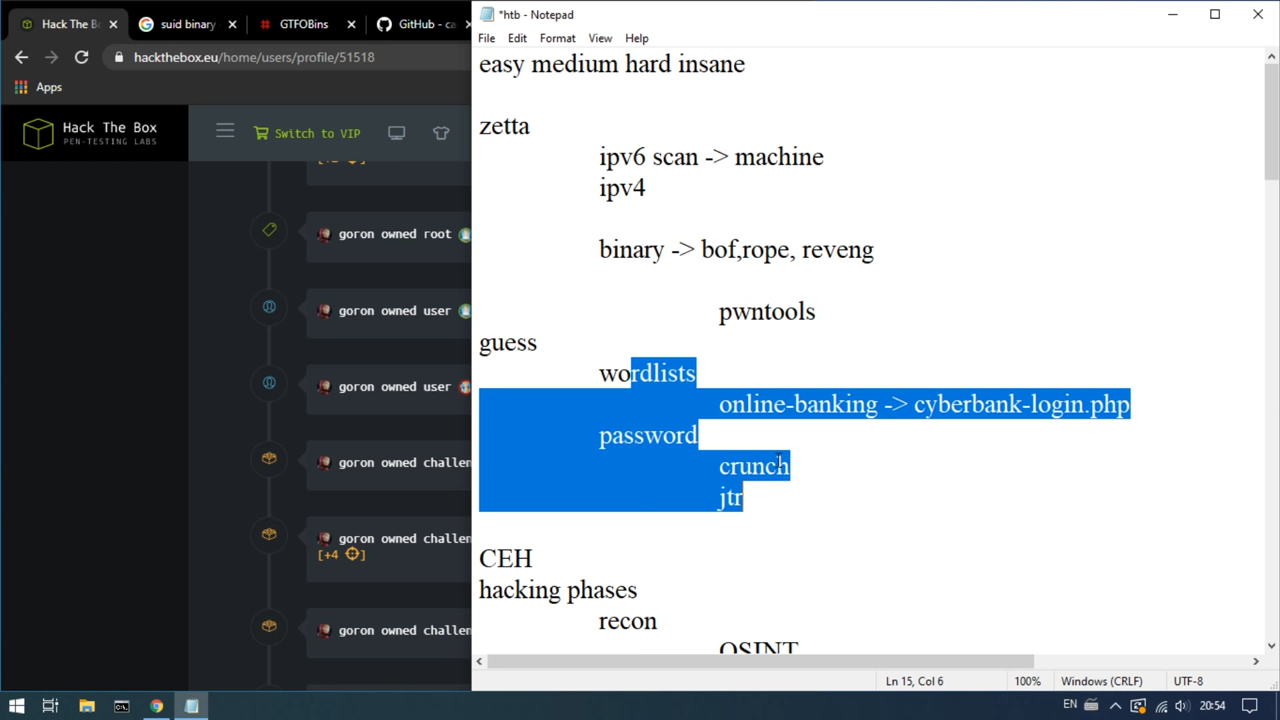 Hack The B
suid binary
GTFOBins
GitHub - ca
hackthebox.eu/home/users/profile/51518
Apps
Hack The Box
PEN-TESTING LABS
Switch to VIP
goron owned root
goron owned user
goron owned user
goron owned challen
goron owned challen
[+4
]
goron owned challen
*htb - Notepad
File Edit Format View Help
easy medium hard insane
zetta
ipv6 scan -> machine
ipv4
binary -> bof,rope, reveng
pwntools
guess
wordlists
online-banking -> cyberbank-login.php
password
crunch
jtr
CEH
hacking phases
recon
OSINT
Ln 15, Col 6
100%
Windows (CRLF)
UTF-8
EN
20:54